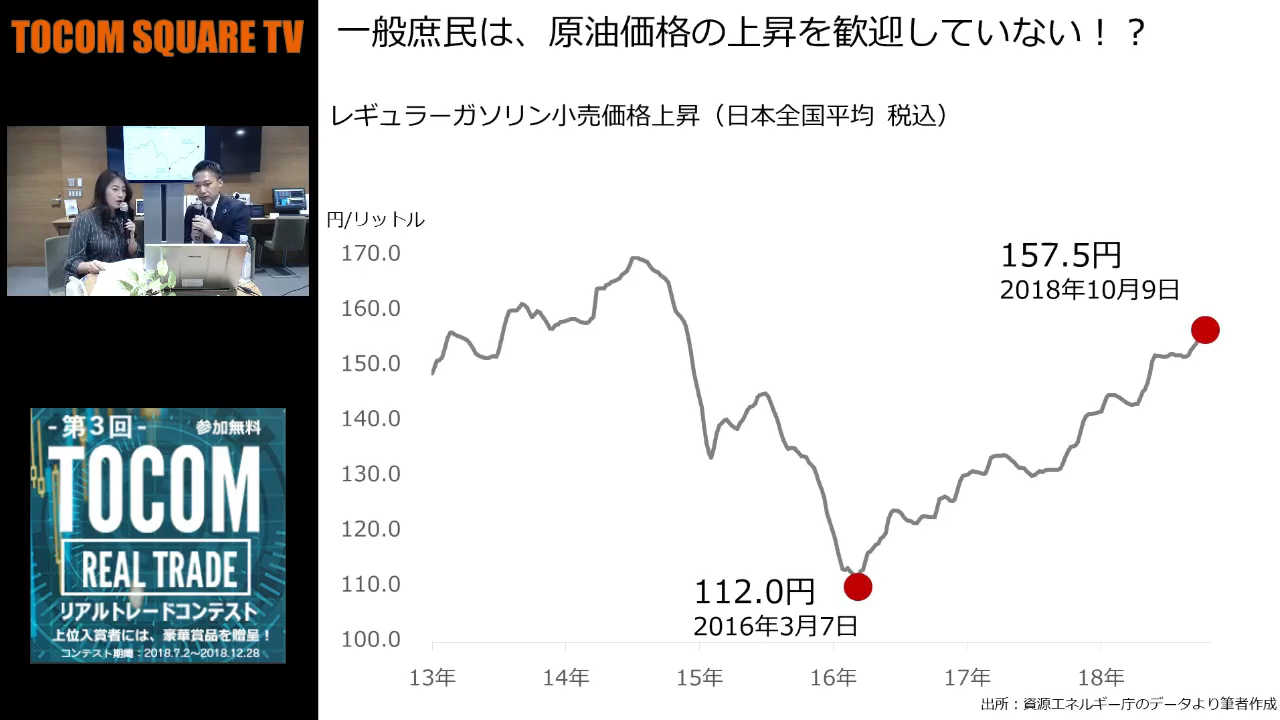 TOCOM SQUARE TV
一般庶民は、原油価格の上昇を歓迎していない！？
レギュラーガソリン小売価格上昇（日本全国平均 税込）
円/リットル
170.0
160.0
150.0
140.0
130.0
120.0
110.0
100.0
157.5円
2018年10月9日
112.0円
2016年3月7日
13年
14年
15年
16年
17年
18年
出所：資源エネルギー庁のデータより筆者作成
-第3回-
参加無料
TOCOM
REAL TRADE
リアルトレードコンテスト
上位入賞者には、豪華賞品を贈呈！
コンテスト期間：2018.7.2～2018.12.28